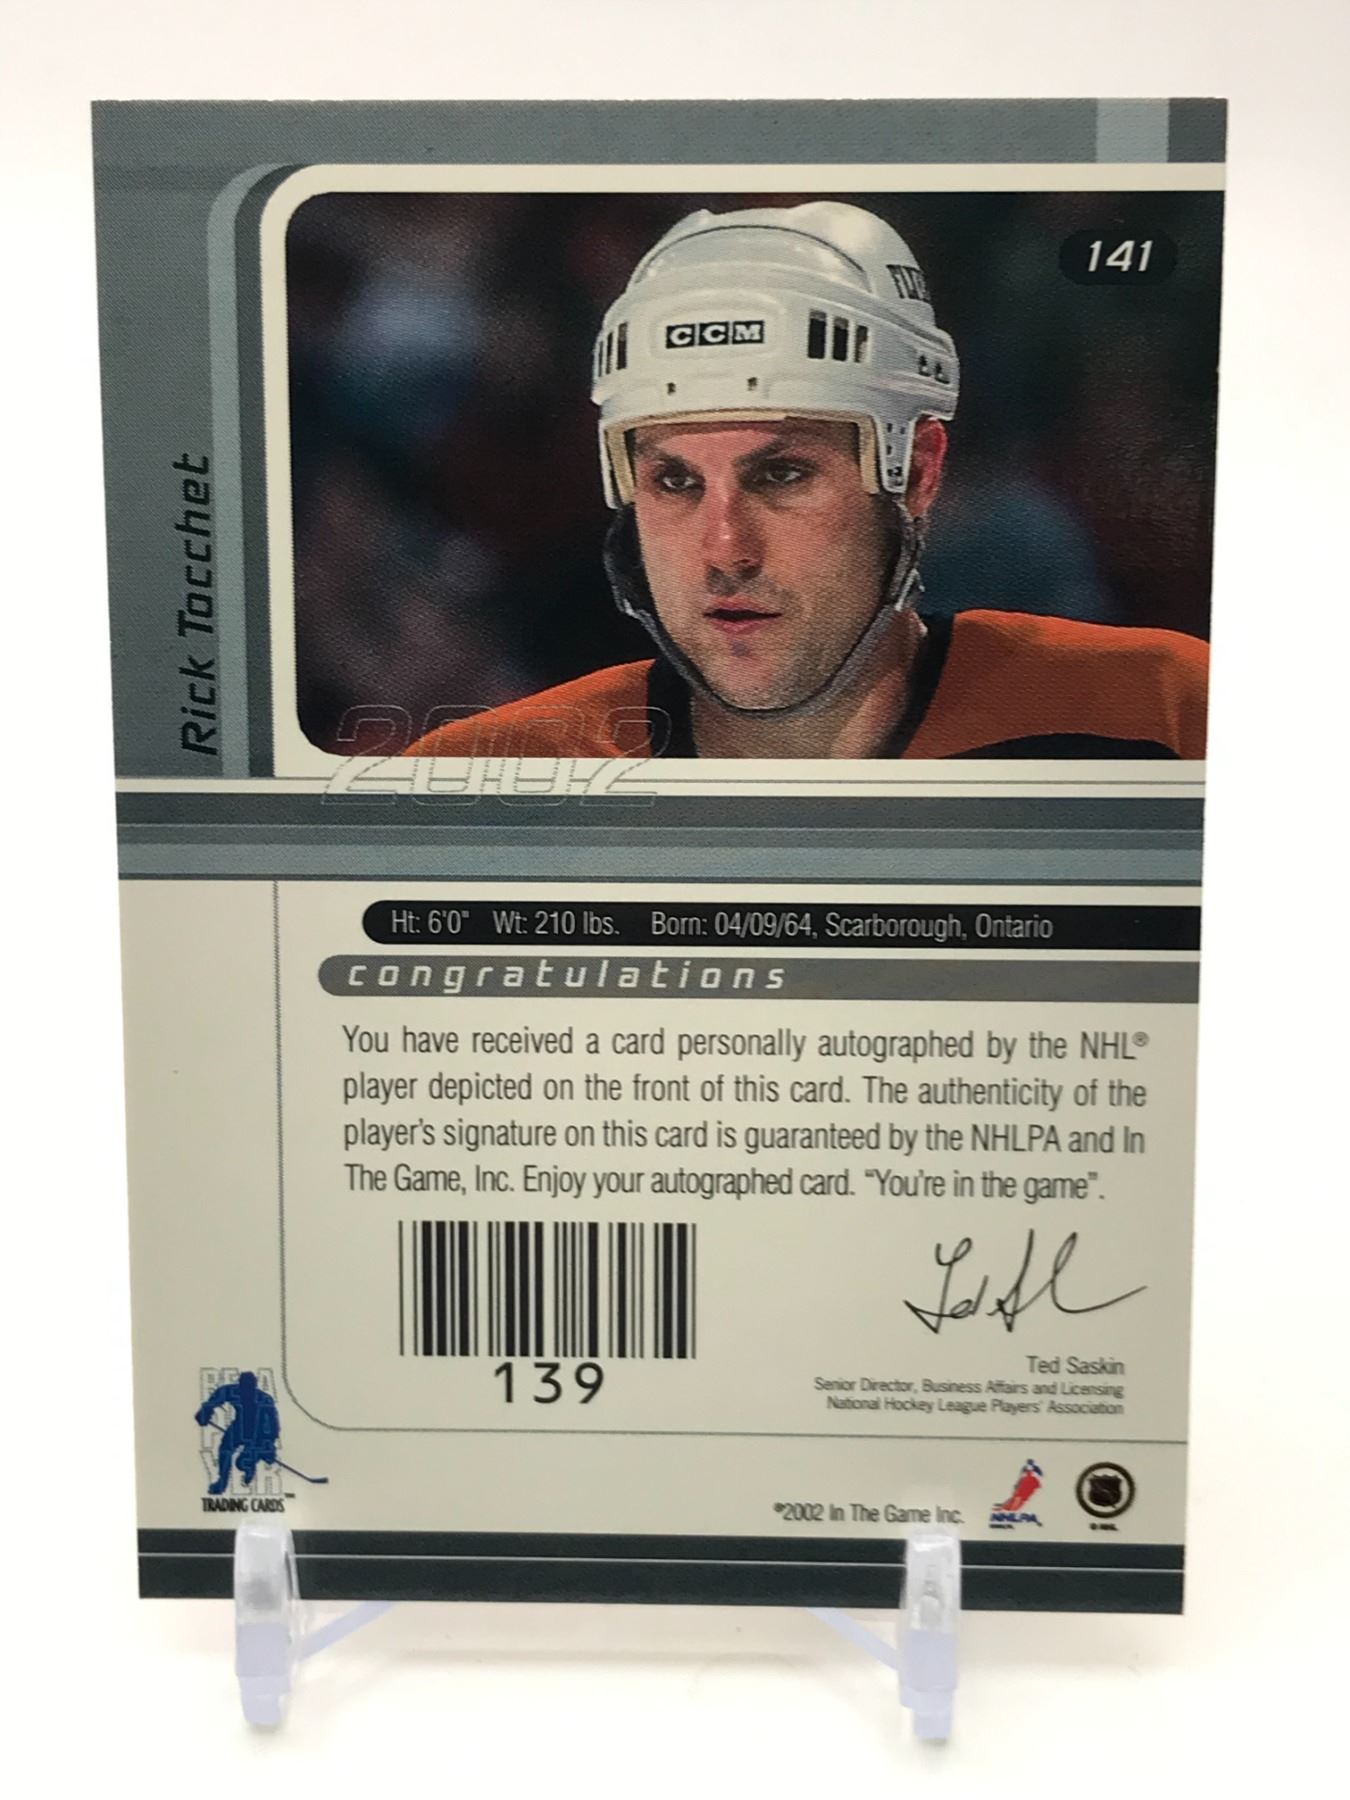 141
FLY
CCM
Rick Tocchet
2002
Ht: 6'0" Wt: 210 lbs. Born: 04/09/64, Scarborough, Ontario
congratulations
You have received a card personally autographed by the NHL®
player depicted on the front of this card. The authenticity of the
player's signature on this card is guaranteed by the NHLPA and In
The Game, Inc. Enjoy your autographed card. "You're in the game".
139
Ted Saskin
Senior Director, Business Affairs and Licensing
National Hockey League Players' Association
BE A
PLAYER
TRADING CARDS™
©2002 In The Game Inc.
NHLPA